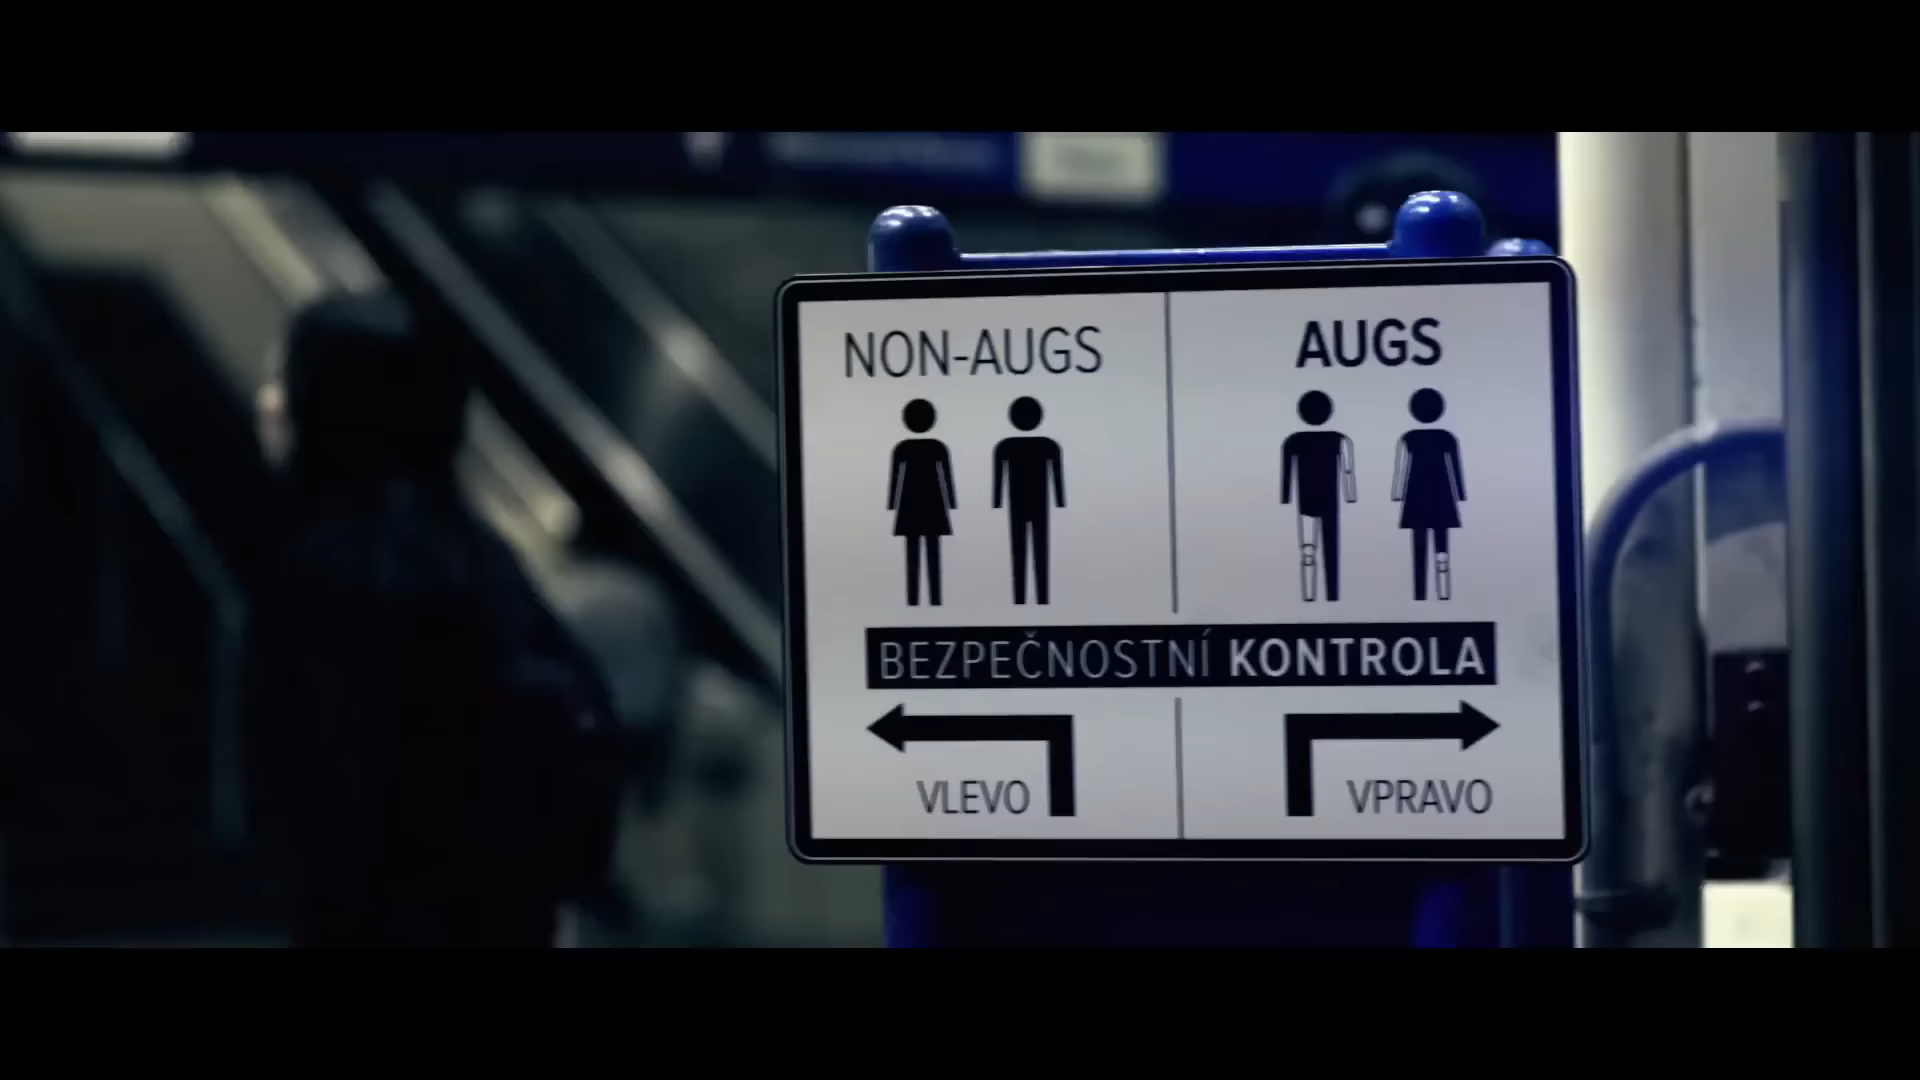 NON-AUGS
AUGS
BEZPEČNOSTNÍ KONTROLA
VLEVO
VPRAVO